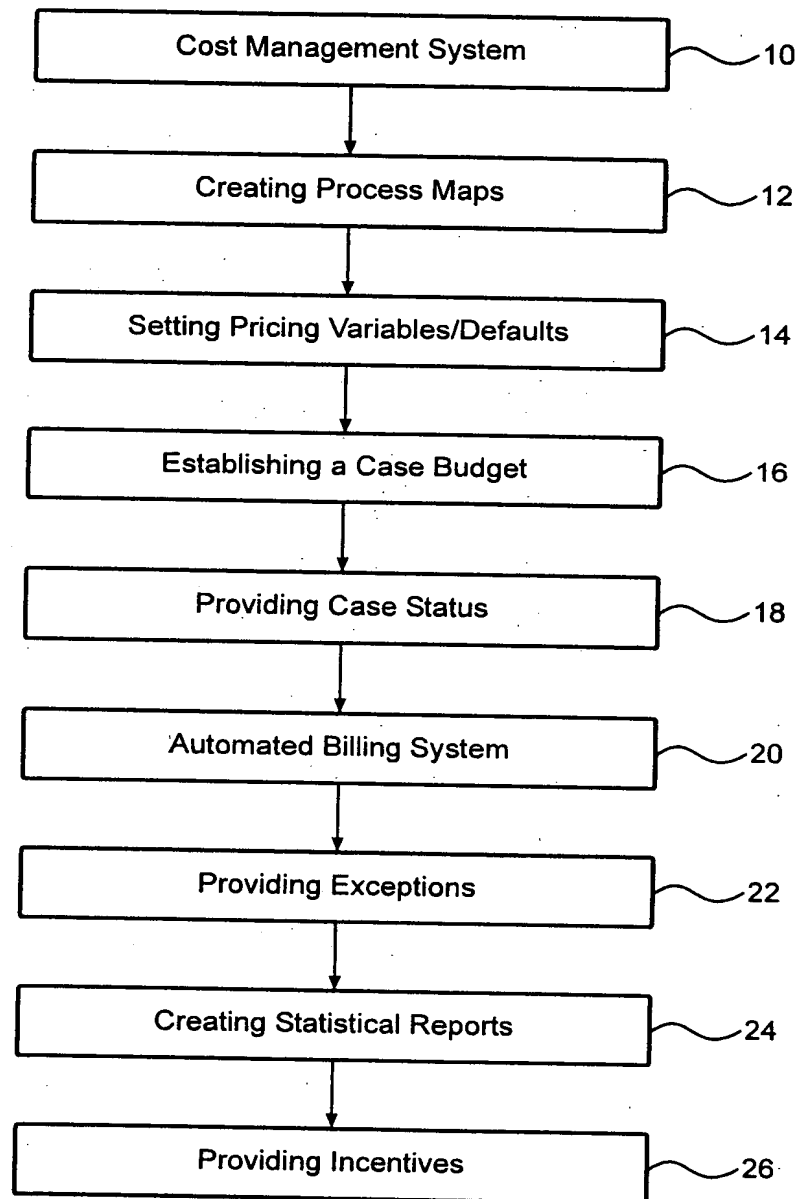 Cost Management System 10
Creating Process Maps 12
Setting Pricing Variables/Defaults 14
Establishing a Case Budget 16
Providing Case Status 18
Automated Billing System 20
Providing Exceptions 22
Creating Statistical Reports 24
Providing Incentives 26